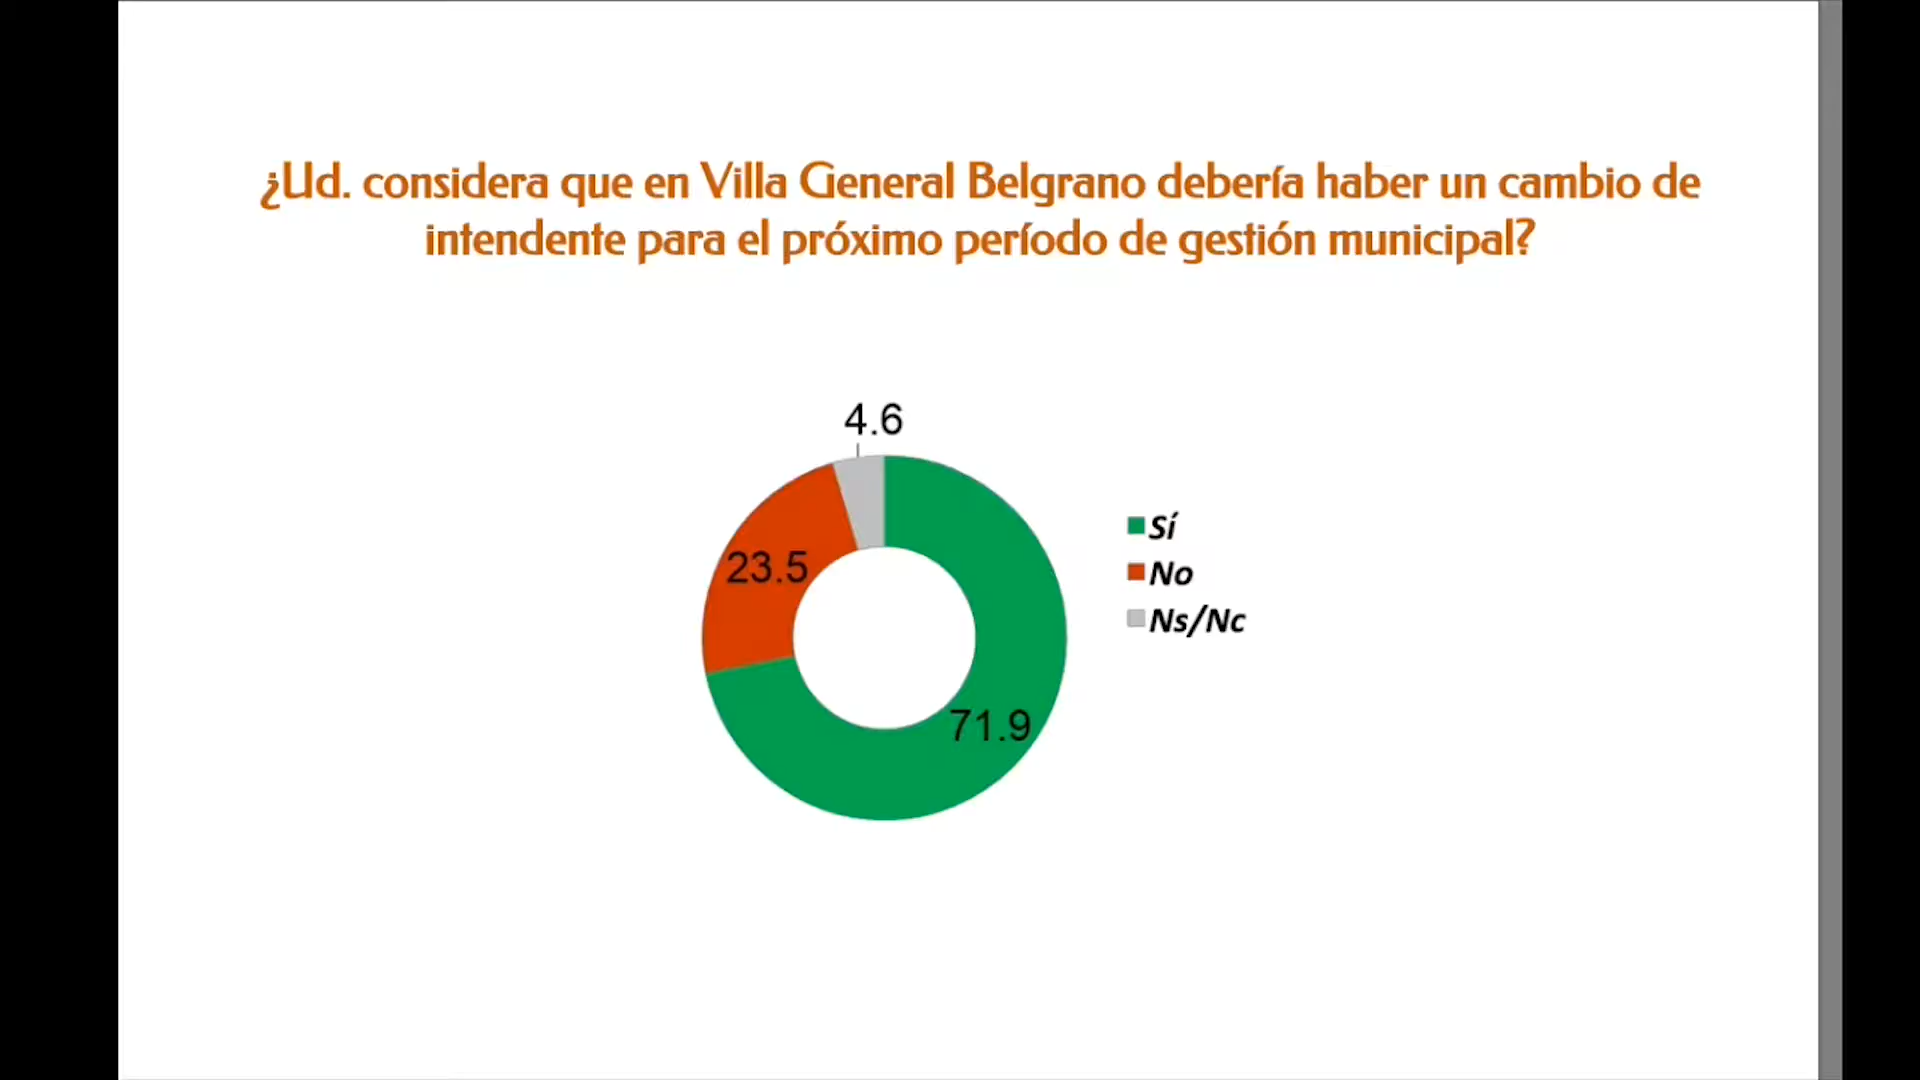 ¿Ud. considera que en Villa General Belgrano debería haber un cambio de
intendente para el próximo período de gestión municipal?
4.6
23.5
71.9
Sí
No
Ns/Nc